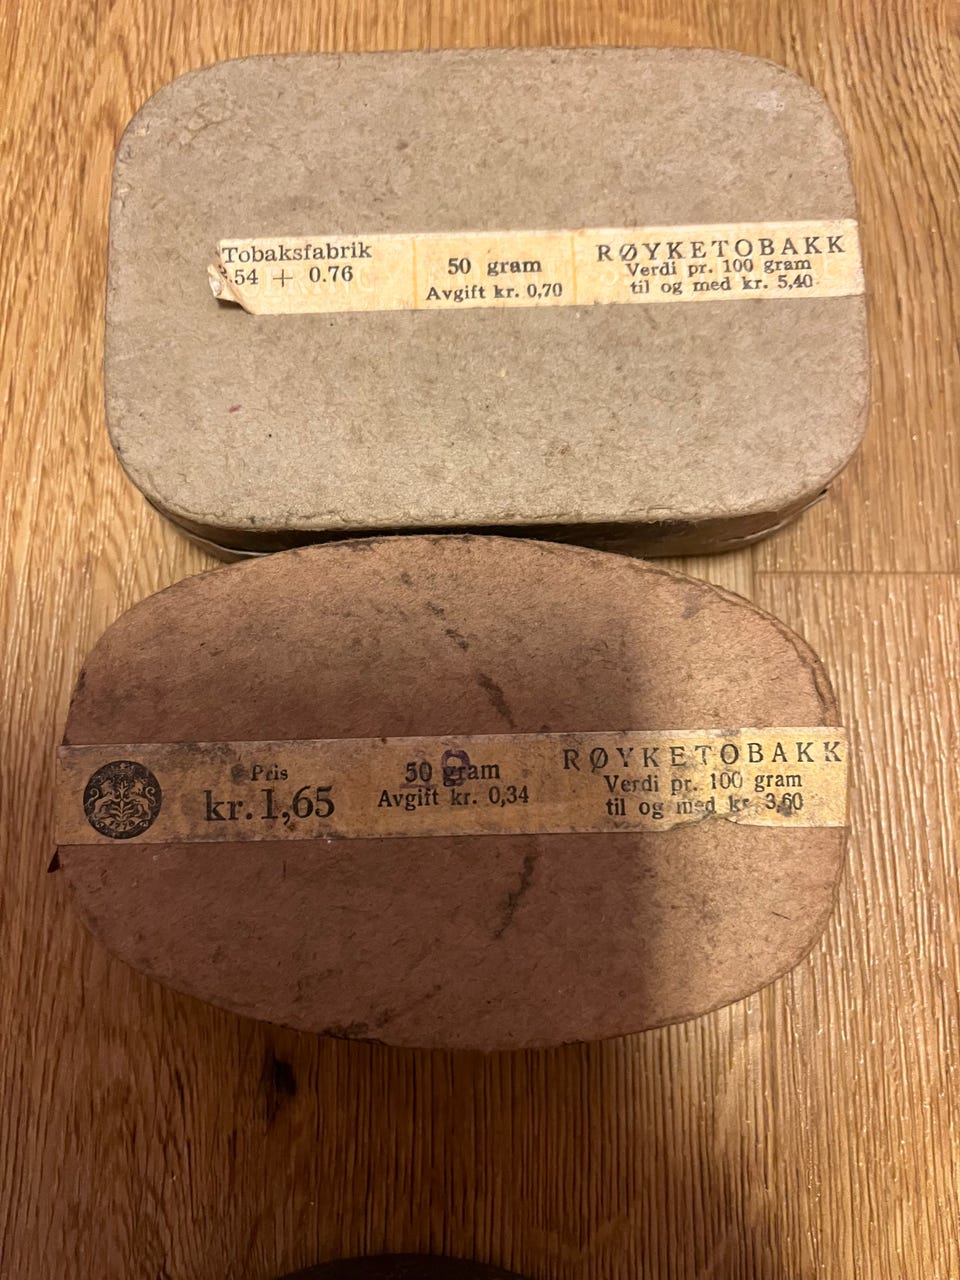 Tobaksfabrik
.54 + 0.76
50 gram
Avgift kr. 0,70
RØYKETOBAKK
Verdi pr. 100 gram
til og med kr. 5,40
Pris
kr. 1,65
50 gram
Avgift kr. 0,34
RØYKETOBAKK
Verdi pr. 100 gram
til og med kr. 3,60